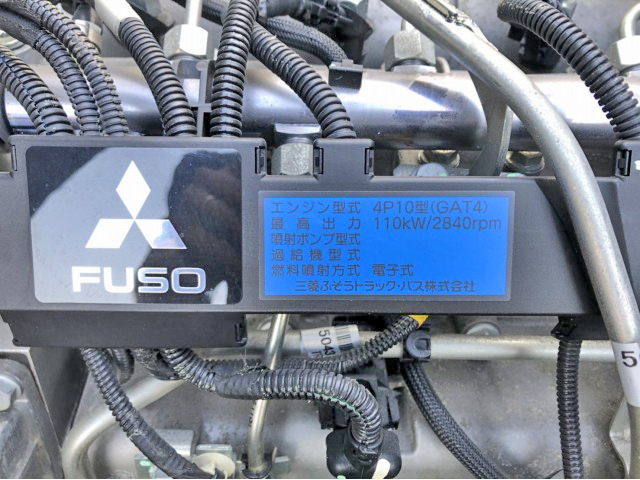 FUSO
エンジン型式 4P10型(GAT4)
最高出力 110kW/2840rpm
噴射ポンプ型式
過給機型式
燃料噴射方式 電子式
三菱ふそうトラック・バス株式会社
504
5